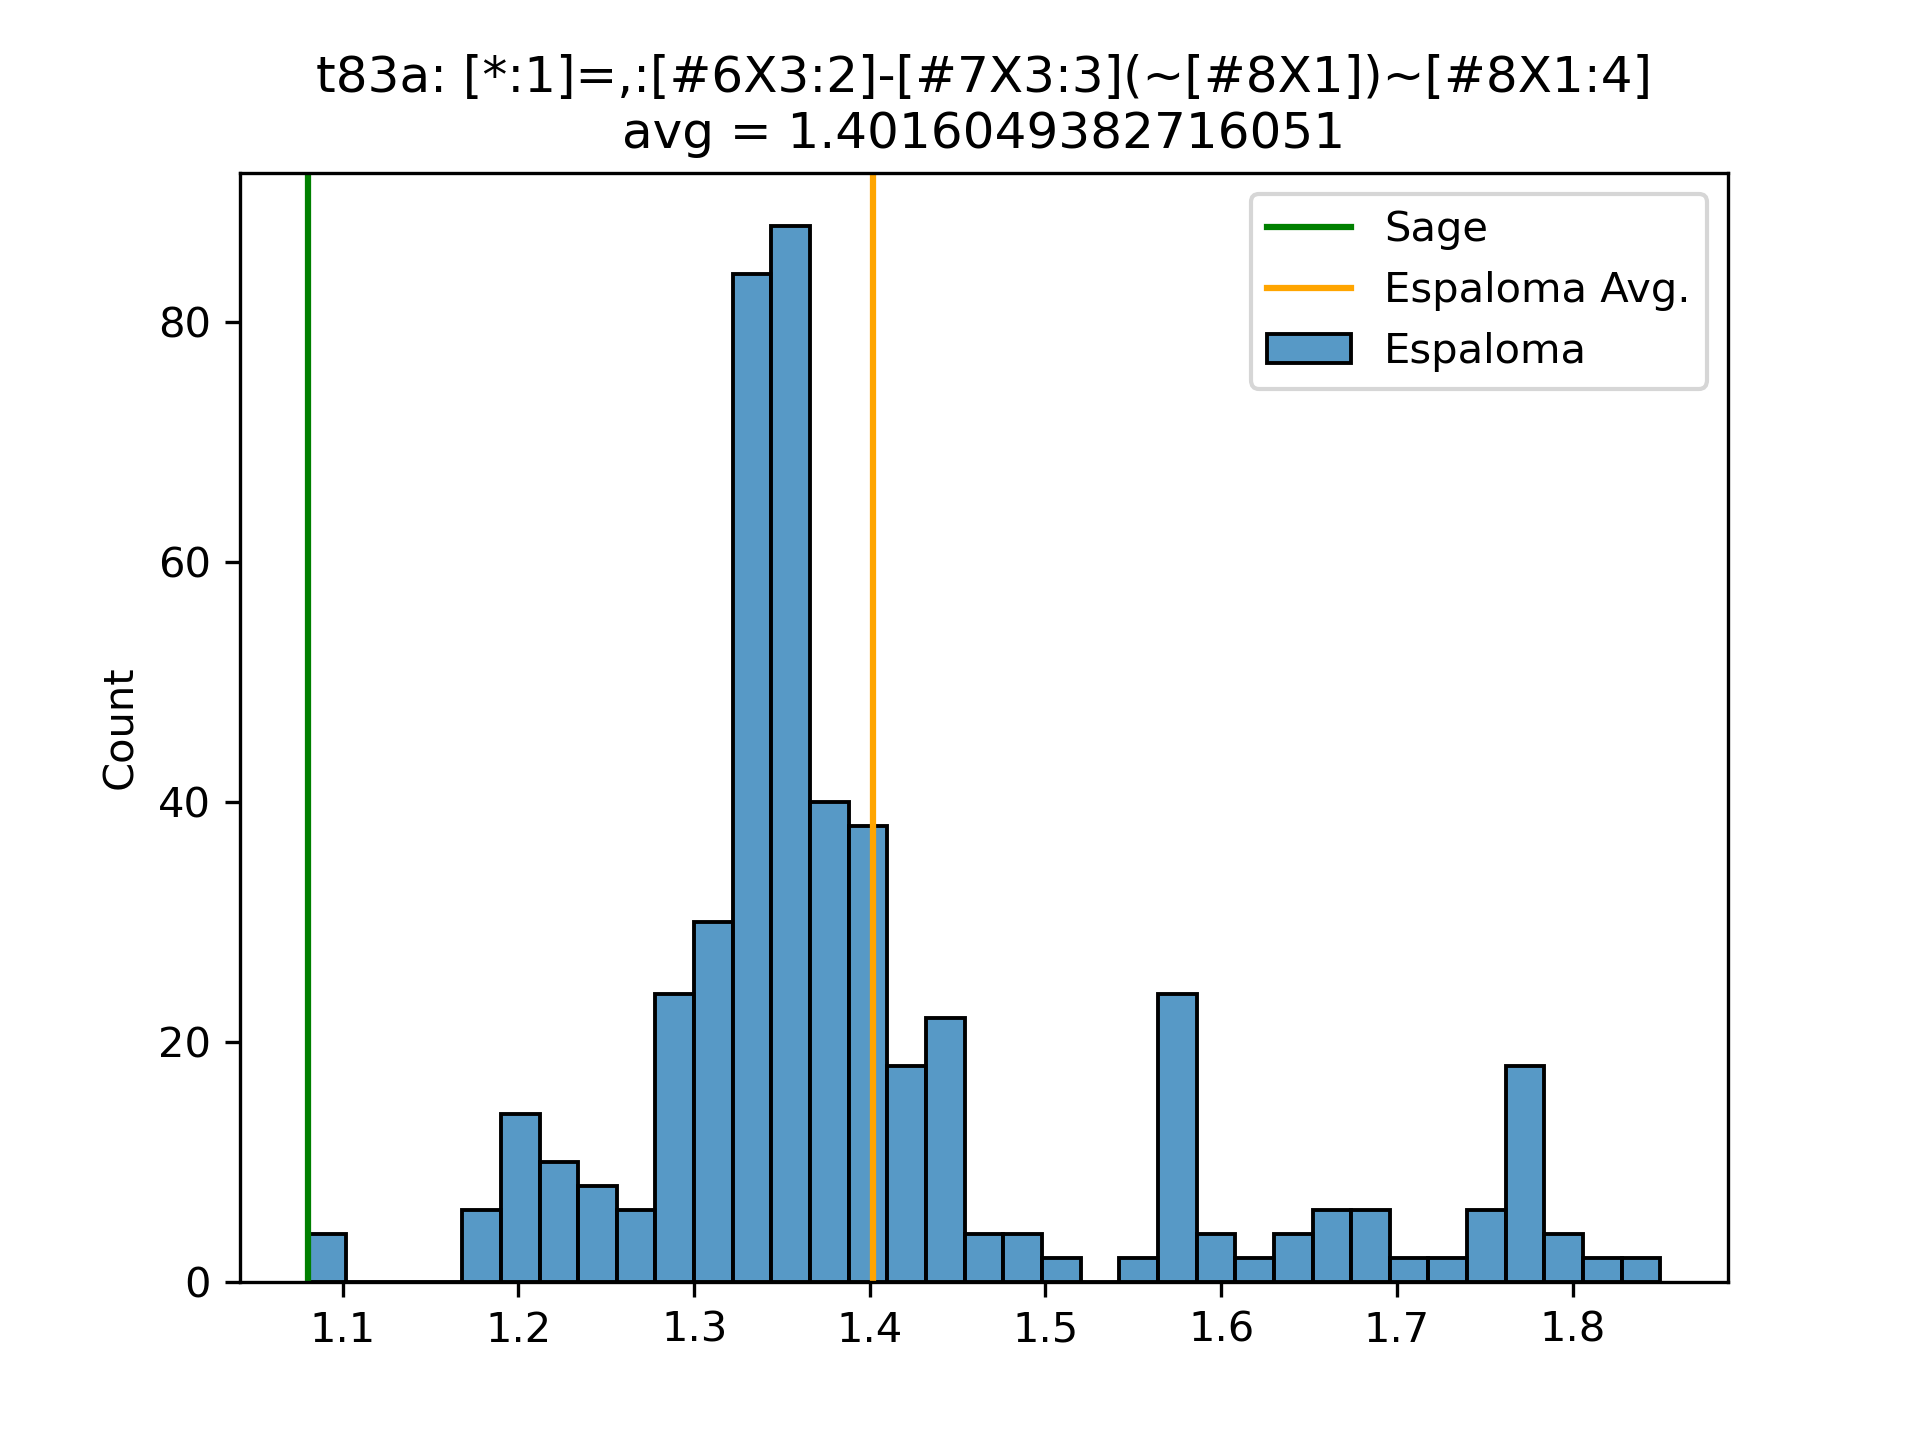 t83a: [*:1]=,:[#6X3:2]-[#7X3:3](~[#8X1])~[#8X1:4]
avg = 1.4016049382716051
Sage
Espaloma Avg.
Espaloma
Count
80
60
40
20
0
1.1 1.2 1.3 1.4 1.5 1.6 1.7 1.8